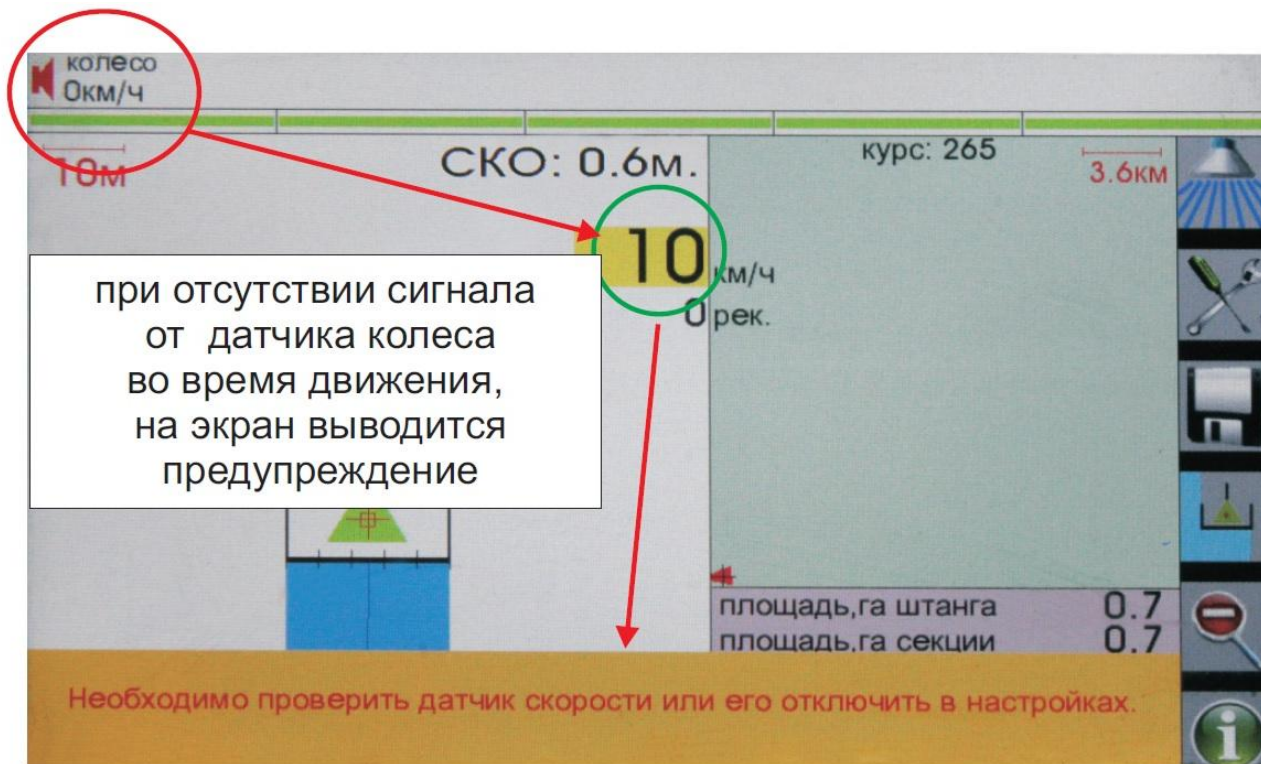 колесо
0км/ч
10м
СКО: 0.6м.
курс: 265
3.6км
10 км/ч
0 рек.
при отсутствии сигнала
от датчика колеса
во время движения,
на экран выводится
предупреждение
площадь,га штанга 0.7
площадь,га секции 0.7
Необходимо проверить датчик скорости или его отключить в настройках.